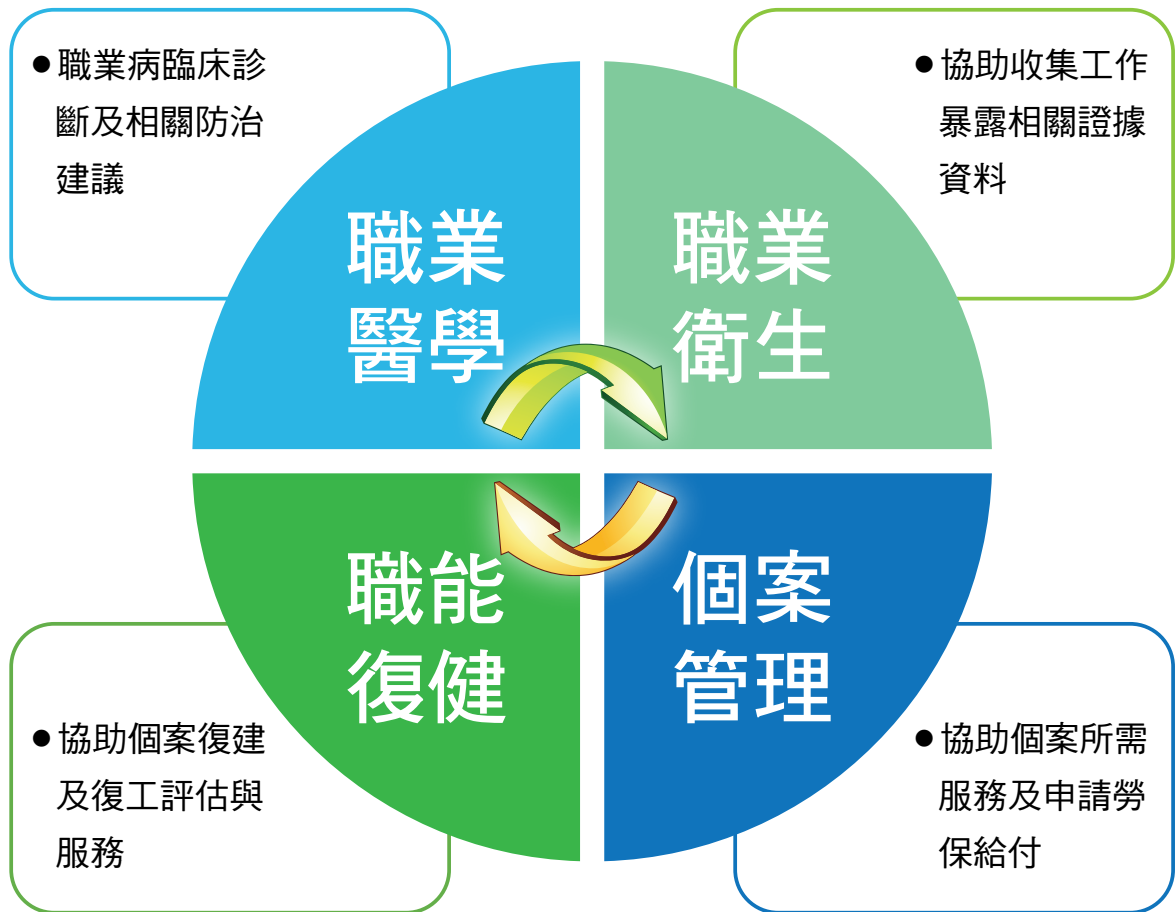 ● 職業病臨床診
斷及相關防治
建議
職業
醫學
● 協助收集工作
暴露相關證據
資料
職業
衛生
職能
復健
● 協助個案復建
及復工評估與
服務
個案
管理
● 協助個案所需
服務及申請勞
保給付